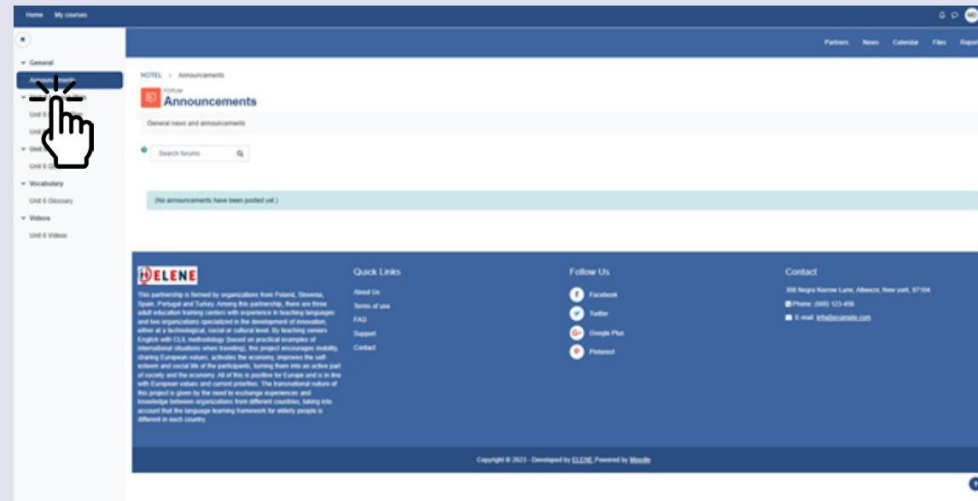 Home My courses
Partners News Calendar Files Report
General
Announcements
HOTEL > Announcements
FORUM
Announcements
General news and announcements
Unit 6
Search forums
Unit 6
Vocabulary
Unit 6 Glossary
(No announcements have been posted yet.)
Videos
Unit 6 Videos
ELENE
This partnership is formed by organizations from Poland, Slovenia,
Spain, Portugal and Turkey. Among this partnership, there are three
adult education training centers with experience in teaching languages
and two organizations specialized in the development of innovation,
either at a technological, social or cultural level. By teaching seniors
English with CLIL methodology (based on practical examples of
international situations when traveling), this project encourages mobility,
sharing European values, activates the economy, improves the self-
esteem and social life of the participants, turning them into an active part
of society and the economy. All of this is positive for Europe and is in line
with European values and current priorities. The transnational nature of
this project is given by the need to exchange experiences and
knowledge between organizations from different countries, taking into
account that the language learning framework for elderly people is
different in each country.
Quick Links
About Us
Terms of use
FAQ
Support
Contact
Follow Us
Facebook
Twitter
Google Plus
Pinterest
Contact
308 Negra Narrow Lane, Albeeze, New york, 87104
Phone: (000) 123-456
E-mail: info@example.com
Copyright © 2023 - Developed by ELENE. Powered by Moodle